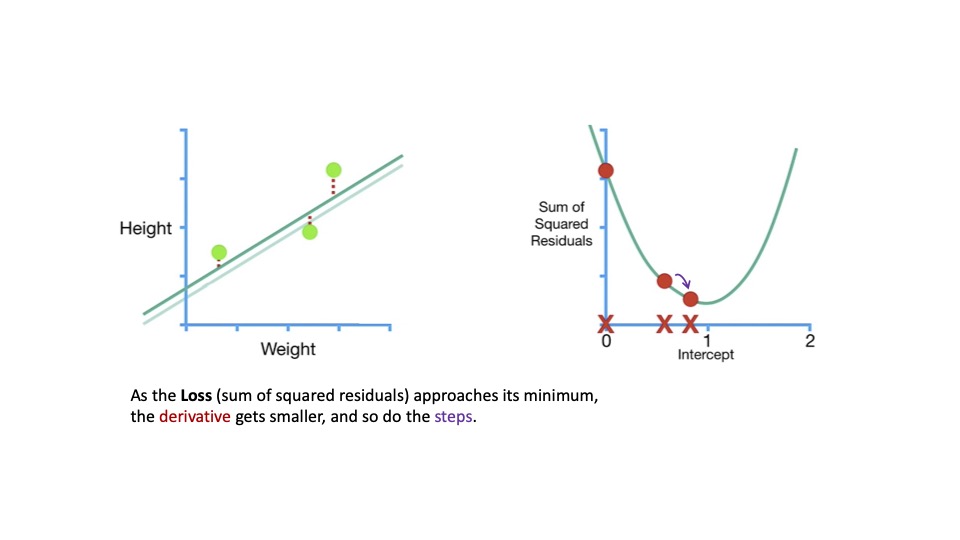 Height
Weight
Sum of
Squared
Residuals
X X X
0 1 2
Intercept
As the Loss (sum of squared residuals) approaches its minimum,
the derivative gets smaller, and so do the steps.